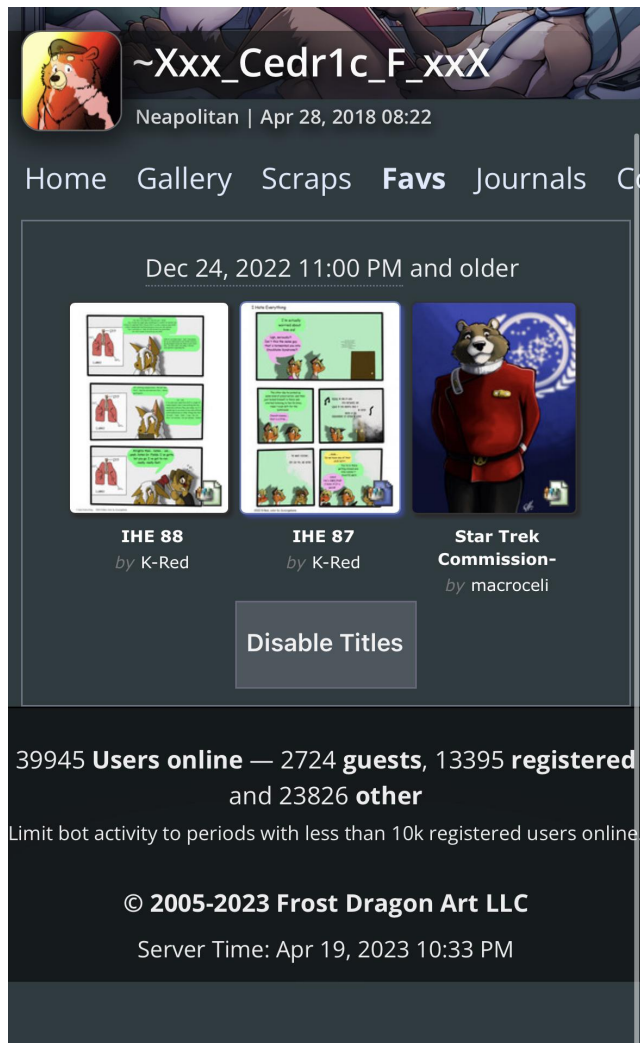 ~Xxx_Cedr1c_F_xxX
Neapolitan | Apr 28, 2018 08:22
Home Gallery Scraps Favs Journals Co
Dec 24, 2022 11:00 PM and older
I Hate Everything
IHE 88
by K-Red
IHE 87
by K-Red
Star Trek
Commission-
by macroceli
Disable Titles
39945 Users online — 2724 guests, 13395 registered
and 23826 other
Limit bot activity to periods with less than 10k registered users online.
© 2005-2023 Frost Dragon Art LLC
Server Time: Apr 19, 2023 10:33 PM